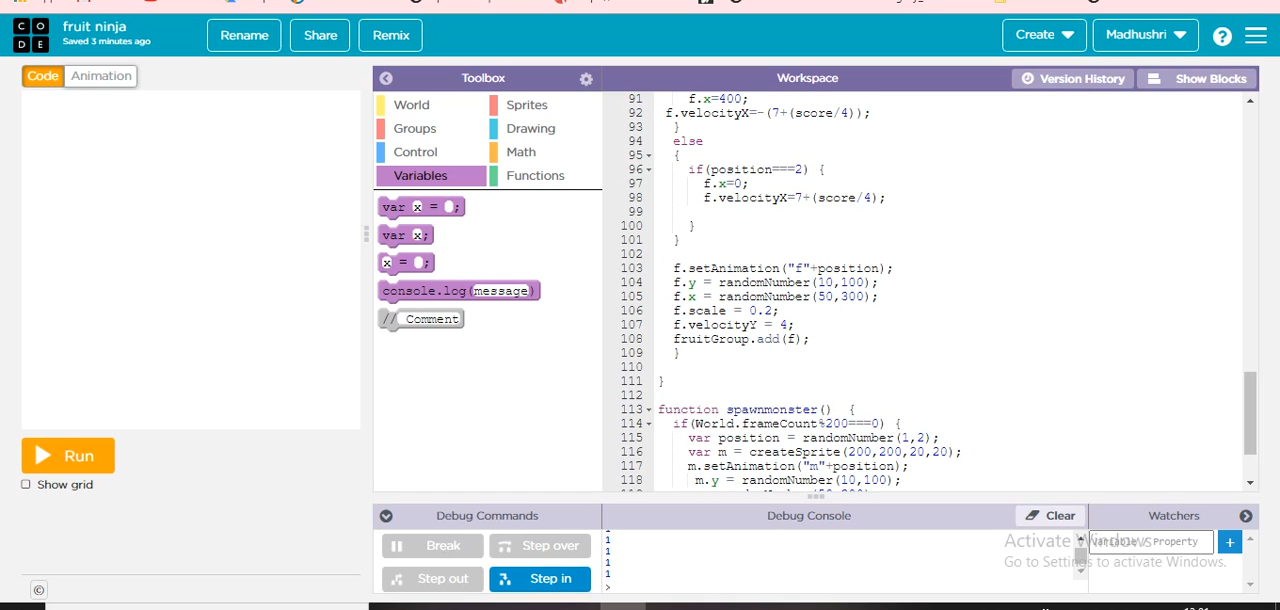 fruit ninja
Saved 3 minutes ago
CODE
Rename
Share
Remix
Create
Madhushri
?
Code
Animation
Toolbox
Workspace
Version History
Show Blocks
World
Sprites
Groups
Drawing
Control
Math
Variables
Functions
var x = ;
var x;
x = ;
console.log(message)
// Comment
91 f.x=400;
92 f.velocityX=-(7+(score/4));
93 }
94 else
95 {
96 if(position===2) {
97 f.x=0;
98 f.velocityX=7+(score/4);
99
100 }
101 }
102
103 f.setAnimation("f"+position);
104 f.y = randomNumber(10,100);
105 f.x = randomNumber(50,300);
106 f.scale = 0.2;
107 f.velocityY = 4;
108 fruitGroup.add(f);
109 }
110
111 }
112
113 function spawnmonster() {
114 if(World.frameCount%200===0) {
115 var position = randomNumber(1,2);
116 var m = createSprite(200,200,20,20);
117 m.setAnimation("m"+position);
118 m.y = randomNumber(10,100);
Run
Show grid
Debug Commands
Debug Console
Clear
Watchers
Break
Step over
Step out
Step in
1
1
1
1
>
Variable / Property
+
Activate Windows
Go to Settings to activate Windows.
©